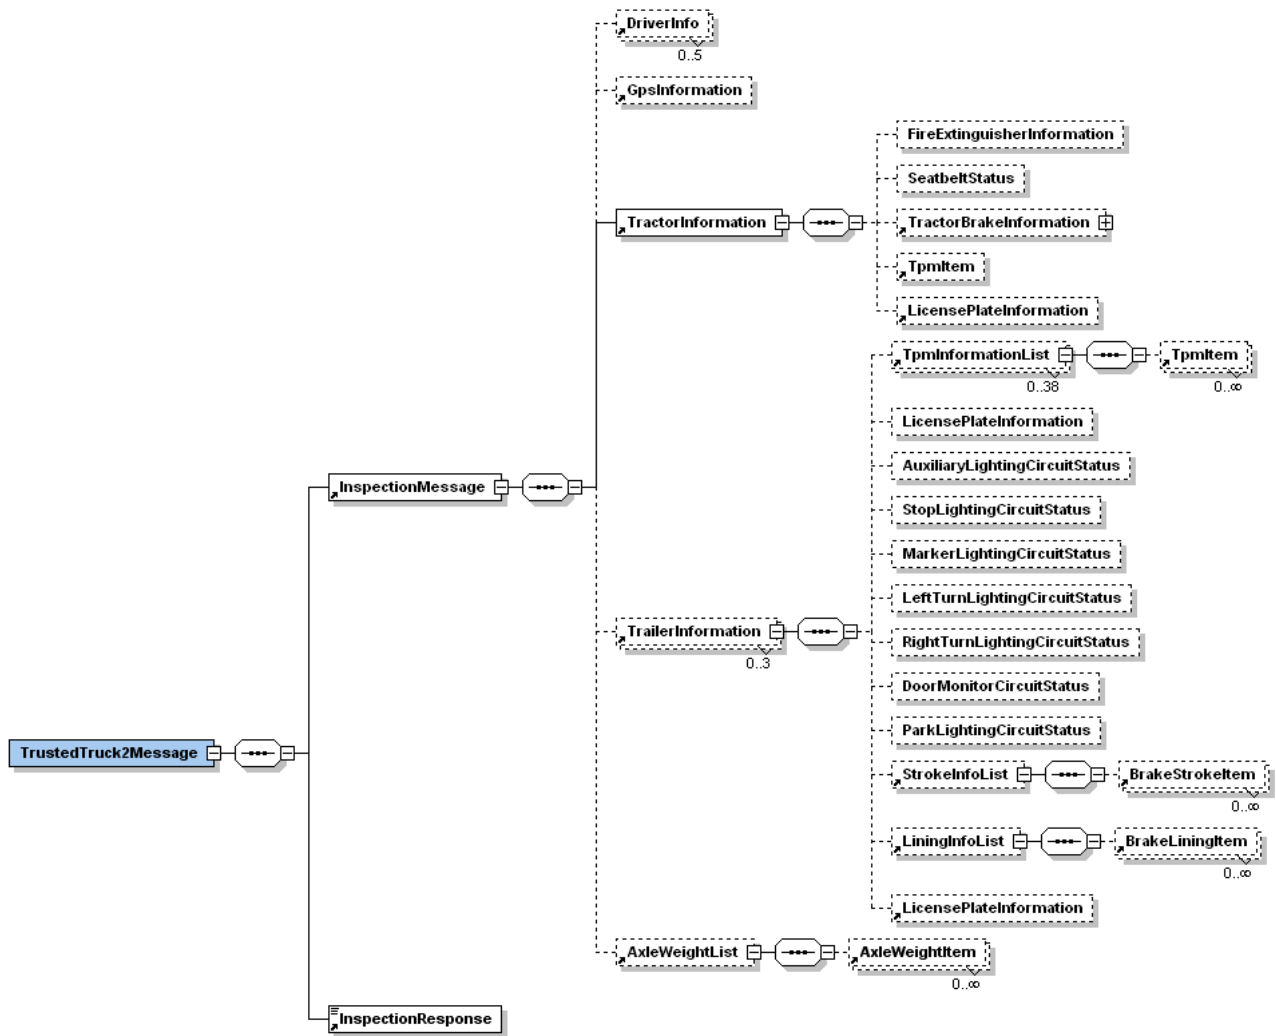 DriverInfo
0..5
GpsInformation
FireExtinguisherInformation
SeatbeltStatus
TractorInformation
TractorBrakeInformation
TpmItem
LicensePlateInformation
TpmInformationList
TpmItem
0..38
0..∞
LicensePlateInformation
AuxiliaryLightingCircuitStatus
InspectionMessage
StopLightingCircuitStatus
MarkerLightingCircuitStatus
LeftTurnLightingCircuitStatus
TrailerInformation
RightTurnLightingCircuitStatus
0..3
DoorMonitorCircuitStatus
ParkLightingCircuitStatus
TrustedTruck2Message
StrokeInfoList
BrakeStrokeItem
0..∞
LiningInfoList
BrakeLiningItem
0..∞
LicensePlateInformation
AxleWeightList
AxleWeightItem
0..∞
InspectionResponse